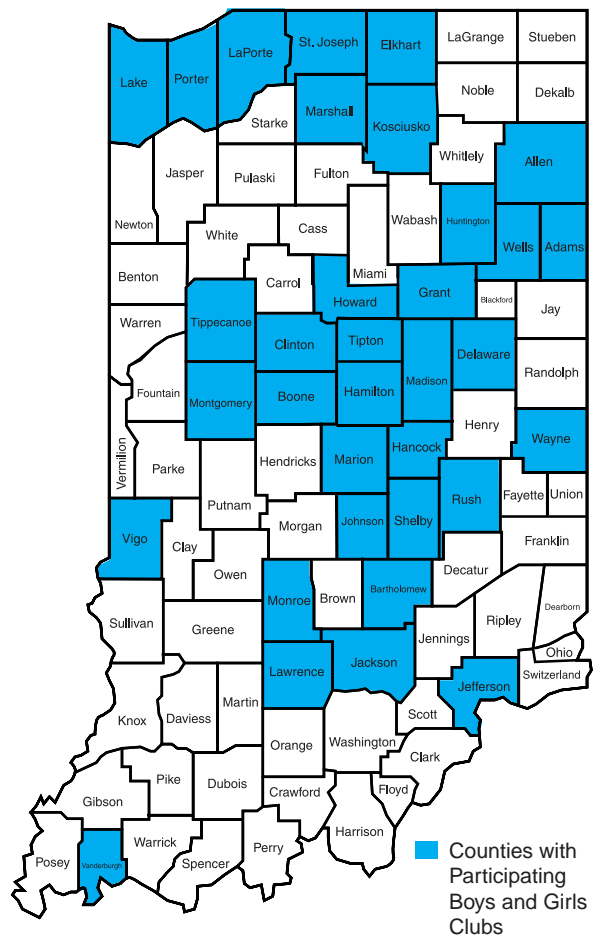 St. Joseph
Elkhart
LaGrange
Stueben
LaPorte
Lake
Porter
Noble
Dekalb
Marshall
Starke
Kosciusko
Whitlely
Allen
Jasper
Pulaski
Fulton
Newton
White
Cass
Wabash
Huntington
Wells
Adams
Benton
Carrol
Miami
Howard
Grant
Blackford
Jay
Warren
Tippecanoe
Clinton
Tipton
Delaware
Randolph
Fountain
Montgomery
Boone
Hamilton
Madison
Henry
Wayne
Vermilion
Parke
Hendricks
Marion
Hancock
Putnam
Rush
Fayette
Union
Vigo
Morgan
Johnson
Shelby
Clay
Franklin
Owen
Decatur
Monroe
Brown
Bartholomew
Dearborn
Sullivan
Greene
Ripley
Jennings
Ohio
Lawrence
Jackson
Switzerland
Jefferson
Martin
Knox
Daviess
Scott
Orange
Washington
Clark
Pike
Dubois
Gibson
Crawford
Floyd
Harrison
Warrick
Perry
Posey
Vanderburgh
Spencer
Counties with
Participating
Boys and Girls
Clubs